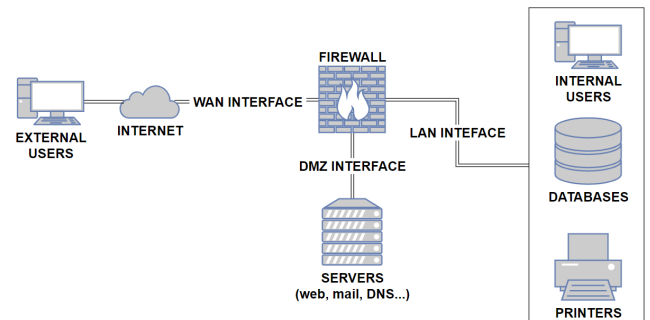 FIREWALL
EXTERNAL
USERS
INTERNET
WAN INTERFACE
LAN INTEFACE
DMZ INTERFACE
SERVERS
(web, mail, DNS...)
INTERNAL
USERS
DATABASES
PRINTERS